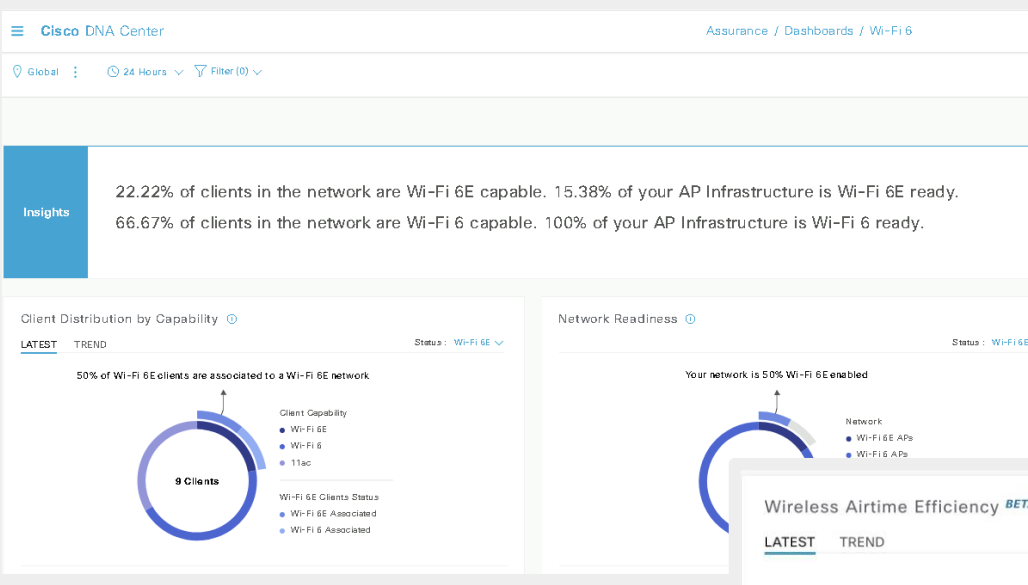 Cisco DNA Center
Assurance / Dashboards / Wi-Fi 6
Global
24 Hours
Filter (0)
Insights
22.22% of clients in the network are Wi-Fi 6E capable. 15.38% of your AP Infrastructure is Wi-Fi 6E ready.
66.67% of clients in the network are Wi-Fi 6 capable. 100% of your AP Infrastructure is Wi-Fi 6 ready.
Client Distribution by Capability
LATEST TREND
Status: Wi-Fi 6E
50% of Wi-Fi 6E clients are associated to a Wi-Fi 6E network
9 Clients
Client Capability
Wi-Fi 6E
Wi-Fi 6
11ac
Wi-Fi 6E Clients Status
Wi-Fi 6E Associated
Wi-Fi 6 Associated
Network Readiness
Status: Wi-Fi 6E
Your network is 50% Wi-Fi 6E enabled
Network
Wi-Fi 6E APs
Wi-Fi 6 APs
Wireless Airtime Efficiency
LATEST TREND